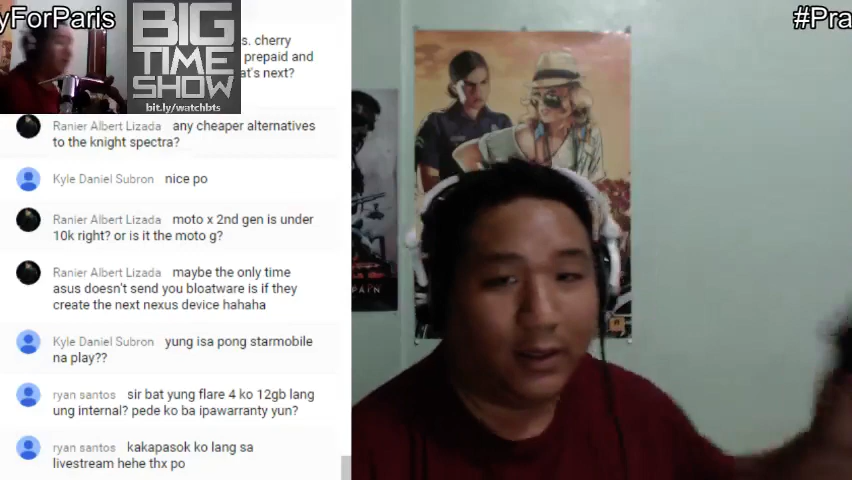 yForParis
#Pra
BIG
TIME
SHOW
bit.ly/watchbts
s. cherry
prepaid and
at's next?
Ranier Albert Lizada any cheaper alternatives
to the knight spectra?
Kyle Daniel Subron nice po
Ranier Albert Lizada moto x 2nd gen is under
10k right? or is it the moto g?
Ranier Albert Lizada maybe the only time
asus doesn't send you bloatware is if they
create the next nexus device hahaha
Kyle Daniel Subron yung isa pong starmobile
na play??
ryan santos sir bat yung flare 4 ko 12gb lang
ung internal? pede ko ba ipawarranty yun?
ryan santos kakapasok ko lang sa
livestream hehe thx po
PAIN